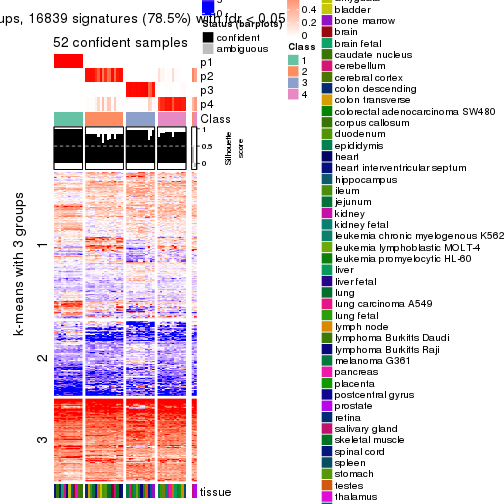 ups, 16839 signatures (78.5%) with fdr < 0.05
52 confident samples
p1
p2
p3
p4
Class
1
0.5
0
Silhouette
score
k-means with 3 groups
1
2
3
tissue
0
Status (barplots)
confident
ambiguous
0.4
0.2
0
Class
1
2
3
4
bladder
bone marrow
brain
brain fetal
caudate nucleus
cerebellum
cerebral cortex
colon descending
colon transverse
colorectal adenocarcinoma SW480
corpus callosum
duodenum
epididymis
heart
heart interventricular septum
hippocampus
ileum
jejunum
kidney
kidney fetal
leukemia chronic myelogenous K562
leukemia lymphoblastic MOLT-4
leukemia promyelocytic HL-60
liver
liver fetal
lung
lung carcinoma A549
lung fetal
lymph node
lymphoma Burkitts Daudi
lymphoma Burkitts Raji
melanoma G361
pancreas
placenta
postcentral gyrus
prostate
retina
salivary gland
skeletal muscle
spinal cord
spleen
stomach
testes
thalamus